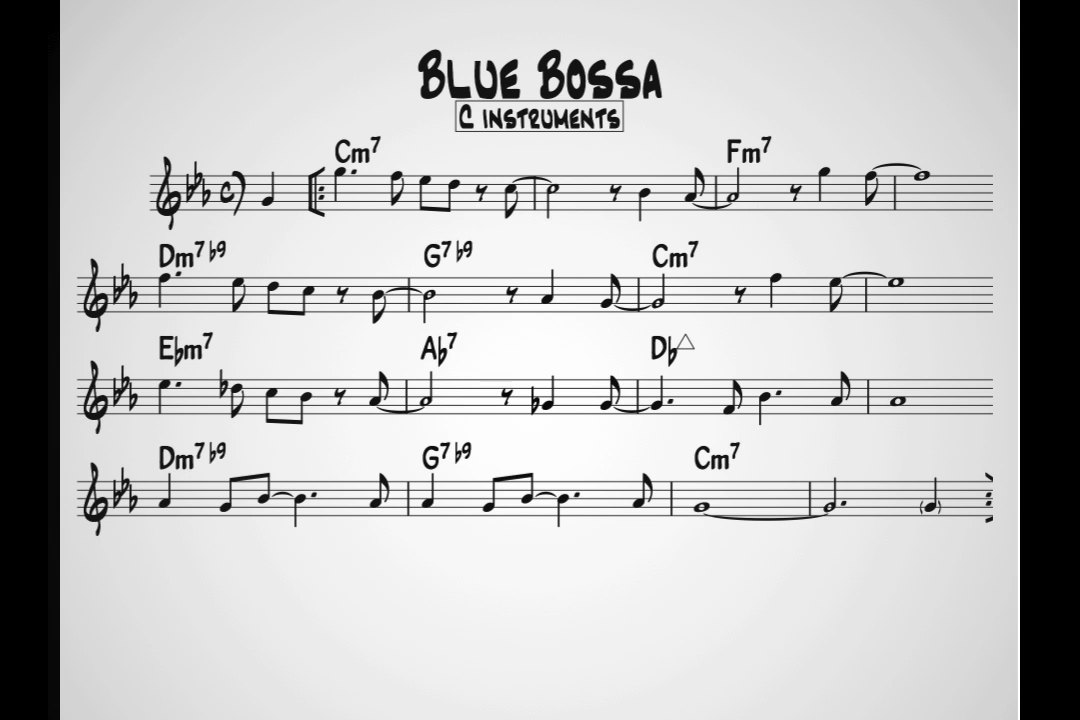 BLUE BOSSA
C INSTRUMENTS
Cm7 Fm7
Dm7♭9 G7♭9 Cm7
E♭m7 A♭7 D♭△
Dm7♭9 G7♭9 Cm7